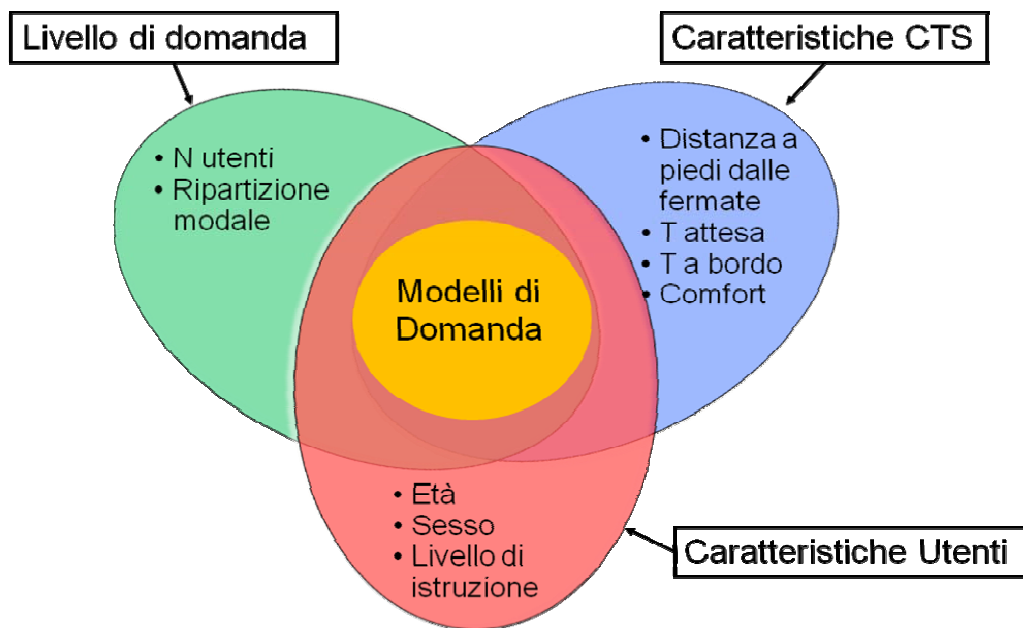 Livello di domanda
Caratteristiche CTS
• N utenti
• Ripartizione
modale
• Distanza a
piedi dalle
fermate
• T attesa
• T a bordo
• Comfort
Modelli di
Domanda
• Età
• Sesso
• Livello di
istruzione
Caratteristiche Utenti